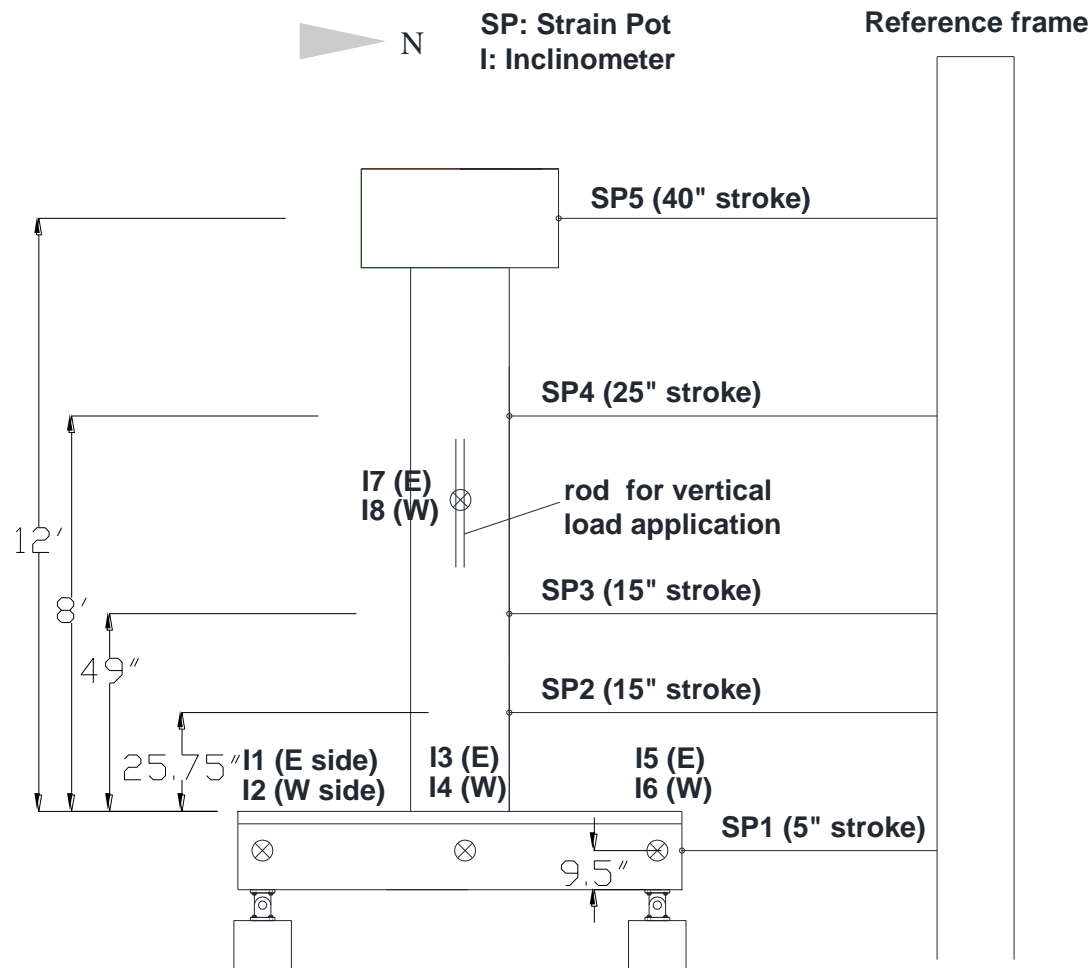 SP: Strain Pot
I: Inclinometer
N
Reference frame
SP5 (40" stroke)
SP4 (25" stroke)
I7 (E)
I8 (W)
rod for vertical
load application
12'
8'
SP3 (15" stroke)
49"
SP2 (15" stroke)
25.75"
I1 (E side)
I2 (W side)
I3 (E)
I4 (W)
I5 (E)
I6 (W)
SP1 (5" stroke)
9.5"